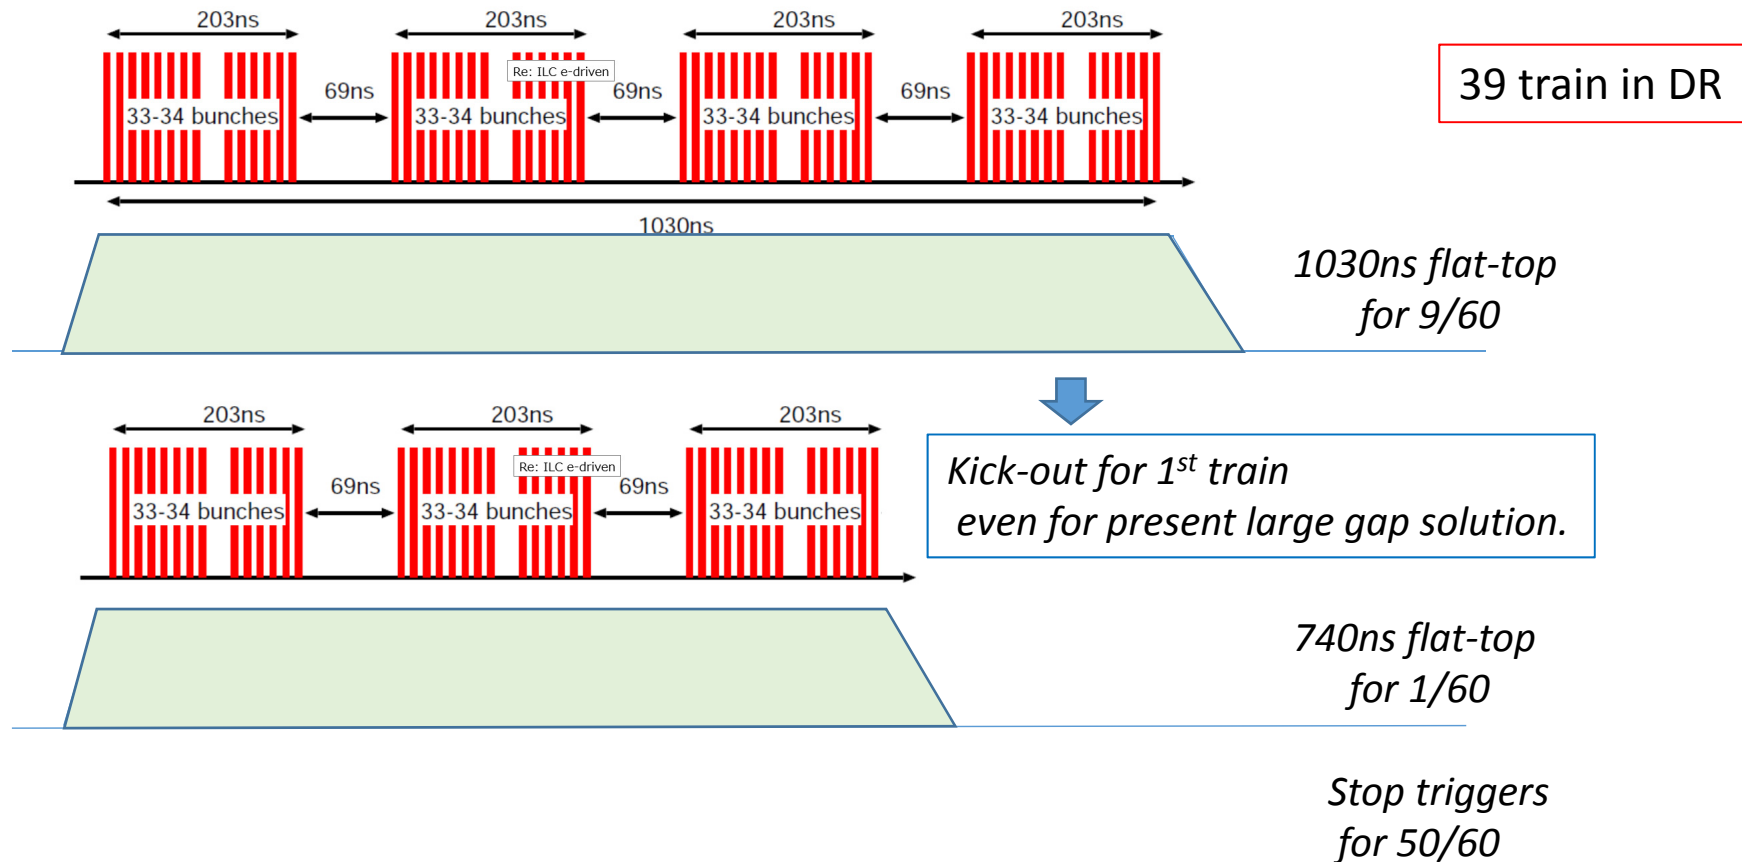 203ns 203ns 203ns 203ns
Re: ILC e-driven
69ns 69ns 69ns
33-34 bunches 33-34 bunches 33-34 bunches 33-34 bunches
39 train in DR
1030ns
1030ns flat-top
for 9/60
203ns 203ns 203ns
Re: ILC e-driven
69ns 69ns
33-34 bunches 33-34 bunches 33-34 bunches
Kick-out for 1st train
even for present large gap solution.
740ns flat-top
for 1/60
Stop triggers
for 50/60